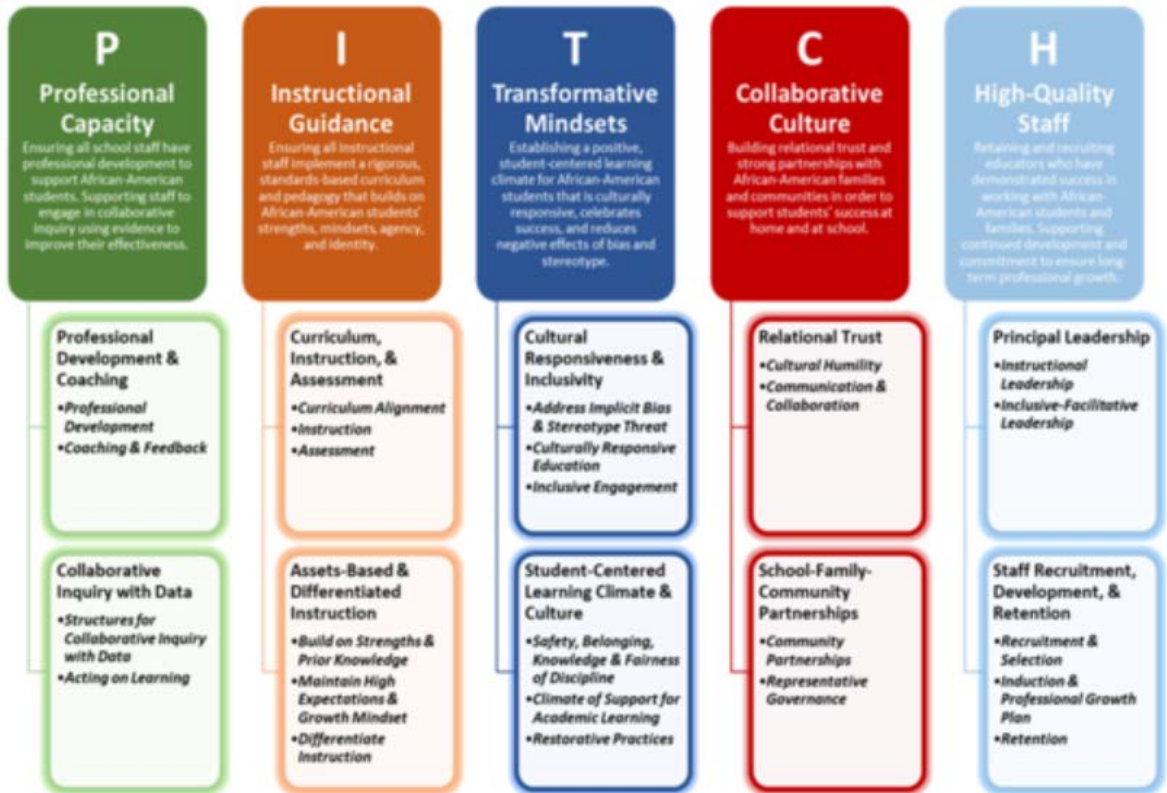 P
Professional
Capacity
Ensuring all school staff have
professional development to
support African-American
students. Supporting staff to
engage in collaborative
inquiry using evidence to
improve their effectiveness.
Professional
Development &
Coaching
•Professional
Development
•Coaching & Feedback
Collaborative
Inquiry with Data
•Structures for
Collaborative Inquiry
with Data
•Acting on Learning
I
Instructional
Guidance
Ensuring all instructional
staff implement a rigorous,
standards-based curriculum
and pedagogy that builds on
African-American students'
strengths, mindsets, agency,
and identity.
Curriculum,
Instruction, &
Assessment
•Curriculum Alignment
•Instruction
•Assessment
Assets-Based &
Differentiated
Instruction
•Build on Strengths &
Prior Knowledge
•Maintain High
Expectations &
Growth Mindset
•Differentiate
Instruction
T
Transformative
Mindsets
Establishing a positive,
student-centered learning
climate for African-American
students that is culturally
responsive, celebrates
success, and reduces
negative effects of bias and
stereotype.
Cultural
Responsiveness &
Inclusivity
•Address Implicit Bias
& Stereotype Threat
•Culturally Responsive
Education
•Inclusive Engagement
Student-Centered
Learning Climate &
Culture
•Safety, Belonging,
Knowledge & Fairness
of Discipline
•Climate of Support for
Academic Learning
•Restorative Practices
C
Collaborative
Culture
Building relational trust and
strong partnerships with
African-American families
and communities in order to
support students' success at
home and at school.
Relational Trust
•Cultural Humility
•Communication &
Collaboration
School-Family-
Community
Partnerships
•Community
Partnerships
•Representative
Governance
H
High-Quality
Staff
Retaining and recruiting
educators who have
demonstrated success in
working with African-
American students and
families. Supporting
continued development and
commitment to ensure long-
term professional growth.
Principal Leadership
•Instructional
Leadership
•Inclusive-Facilitative
Leadership
Staff Recruitment,
Development, &
Retention
•Recruitment &
Selection
•Induction &
Professional Growth
Plan
•Retention